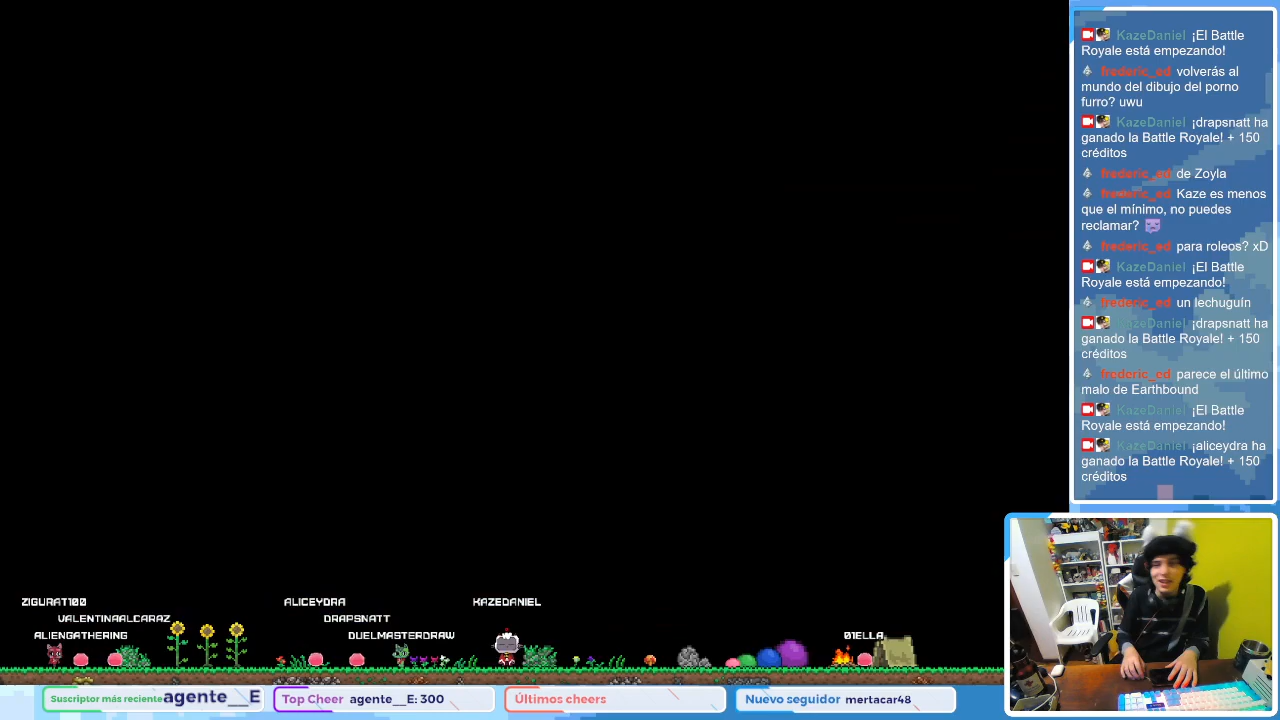 KazeDaniel ¡El Battle
Royale está empezando!
frederic_ed volverás al
mundo del dibujo del porno
furro? uwu
KazeDaniel ¡drapsnatt ha
ganado la Battle Royale! + 150
créditos
frederic_ed de Zoyla
frederic_ed Kaze es menos
que el mínimo, no puedes
reclamar?
frederic_ed para roleos? xD
KazeDaniel ¡El Battle
Royale está empezando!
frederic_ed un lechuguín
KazeDaniel ¡drapsnatt ha
ganado la Battle Royale! + 150
créditos
frederic_ed parece el último
malo de Earthbound
KazeDaniel ¡El Battle
Royale está empezando!
KazeDaniel ¡aliceydra ha
ganado la Battle Royale! + 150
créditos
ZIGURAT100
VALENTINAALCARAZ
ALIENGATHERING
ALICEYDRA
DRAPSNATT
DUELMASTERDRAW
KAZEDANIEL
01ELLA
Suscriptor más reciente agente__E
Top Cheer agente__E: 300
Últimos cheers
Nuevo seguidor mertacar48